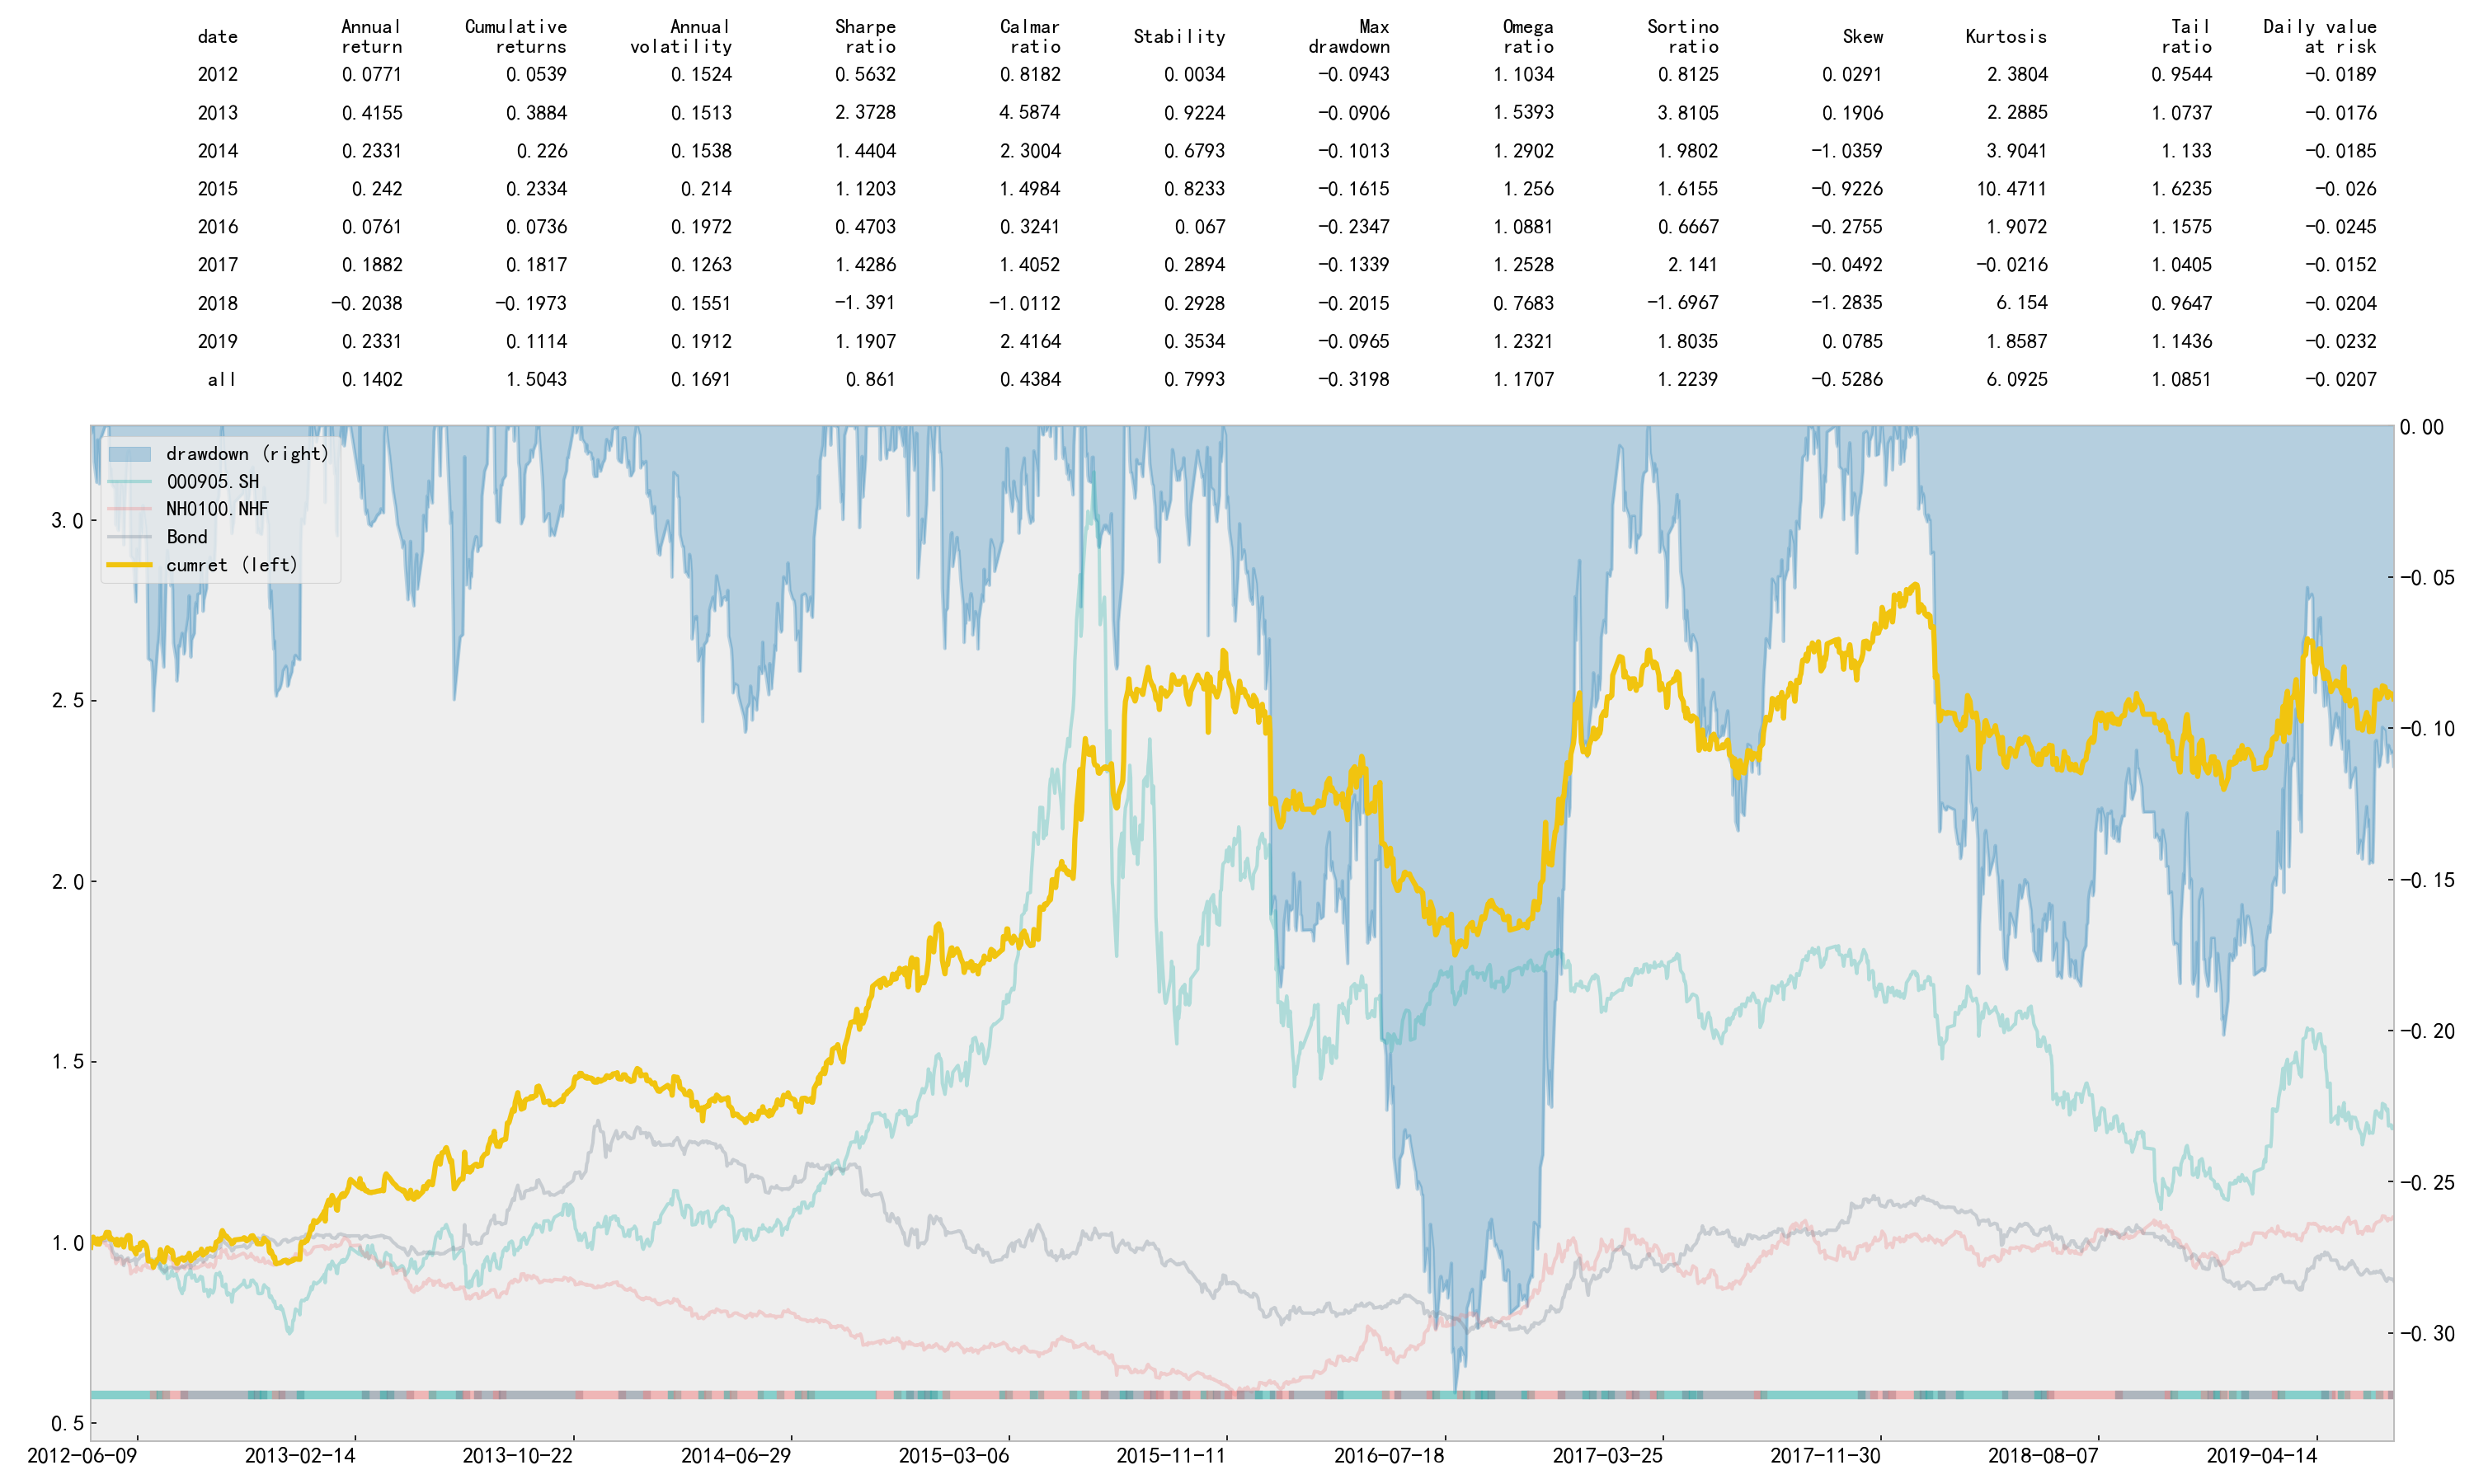 date Annual return Cumulative returns Annual volatility Sharpe ratio Calmar ratio Stability Max drawdown Omega ratio Sortino ratio Skew Kurtosis Tail ratio Daily value at risk
2012 0.0771 0.0539 0.1524 0.5632 0.8182 0.0034 −0.0943 1.1034 0.8125 0.0291 2.3804 0.9544 −0.0189
2013 0.4155 0.3884 0.1513 2.3728 4.5874 0.9224 −0.0906 1.5393 3.8105 0.1906 2.2885 1.0737 −0.0176
2014 0.2331 0.226 0.1538 1.4404 2.3004 0.6793 −0.1013 1.2902 1.9802 −1.0359 3.9041 1.133 −0.0185
2015 0.242 0.2334 0.214 1.1203 1.4984 0.8233 −0.1615 1.256 1.6155 −0.9226 10.4711 1.6235 −0.026
2016 0.0761 0.0736 0.1972 0.4703 0.3241 0.067 −0.2347 1.0881 0.6667 −0.2755 1.9072 1.1575 −0.0245
2017 0.1882 0.1817 0.1263 1.4286 1.4052 0.2894 −0.1339 1.2528 2.141 −0.0492 −0.0216 1.0405 −0.0152
2018 −0.2038 −0.1973 0.1551 −1.391 −1.0112 0.2928 −0.2015 0.7683 −1.6967 −1.2835 6.154 0.9647 −0.0204
2019 0.2331 0.1114 0.1912 1.1907 2.4164 0.3534 −0.0965 1.2321 1.8035 0.0785 1.8587 1.1436 −0.0232
all 0.1402 1.5043 0.1691 0.861 0.4384 0.7993 −0.3198 1.1707 1.2239 −0.5286 6.0925 1.0851 −0.0207
drawdown (right)
000905.SH
NH0100.NHF
Bond
cumret (left)
3.0
2.5
2.0
1.5
1.0
0.5
0.00
−0.05
−0.10
−0.15
−0.20
−0.25
−0.30
2012-06-09 2013-02-14 2013-10-22 2014-06-29 2015-03-06 2015-11-11 2016-07-18 2017-03-25 2017-11-30 2018-08-07 2019-04-14